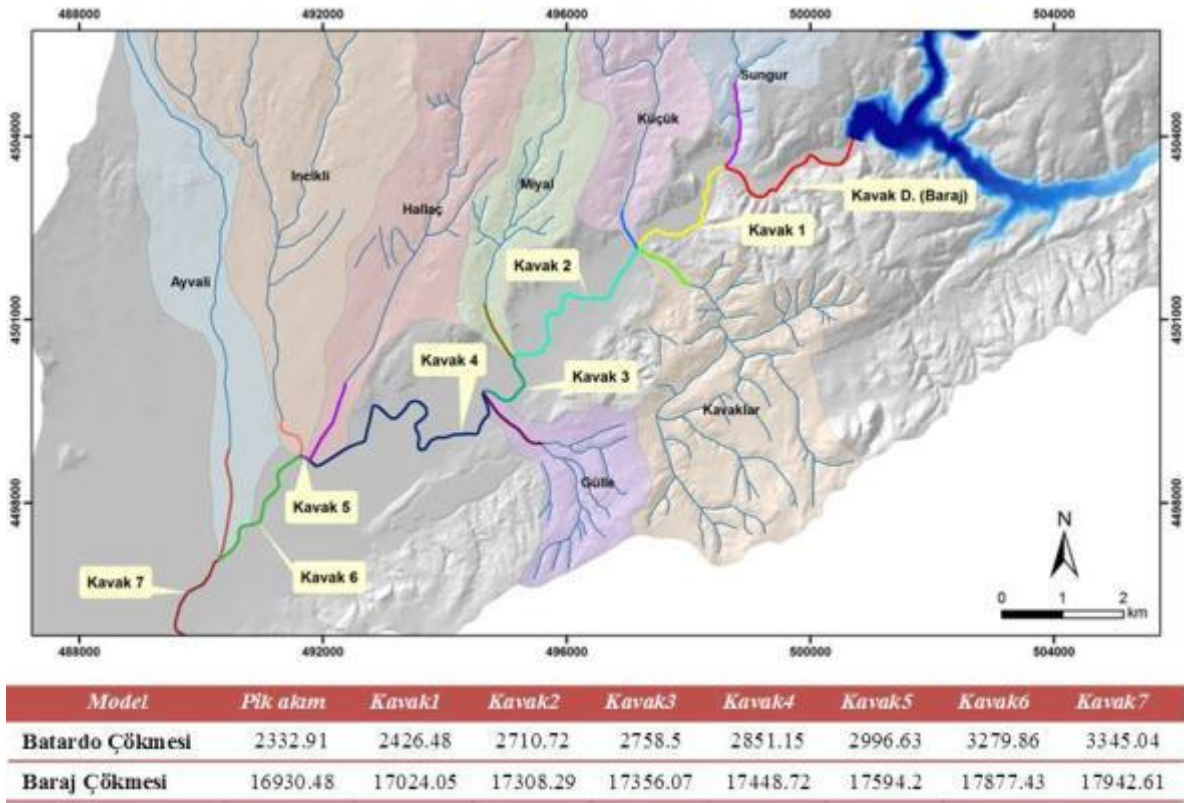 488000 492000 496000 500000 504000
Sungur
Küçük
4504000 4504000
Incikli
Miyal
Kavak D. (Baraj)
Hallaç
Kavak 1
Kavak 2
Ayvali
4501000 4501000
Kavak 4
Kavak 3
Kavaklar
Gülle
4498000 4498000
Kavak 5
N
Kavak 6
Kavak 7
0 1 2
km
488000 492000 496000 500000 504000
Model Pik akım Kavak1 Kavak2 Kavak3 Kavak4 Kavak5 Kavak6 Kavak7
Batardo Çökmesi 2332.91 2426.48 2710.72 2758.5 2851.15 2996.63 3279.86 3345.04
Baraj Çökmesi 16930.48 17024.05 17308.29 17356.07 17448.72 17594.2 17877.43 17942.61